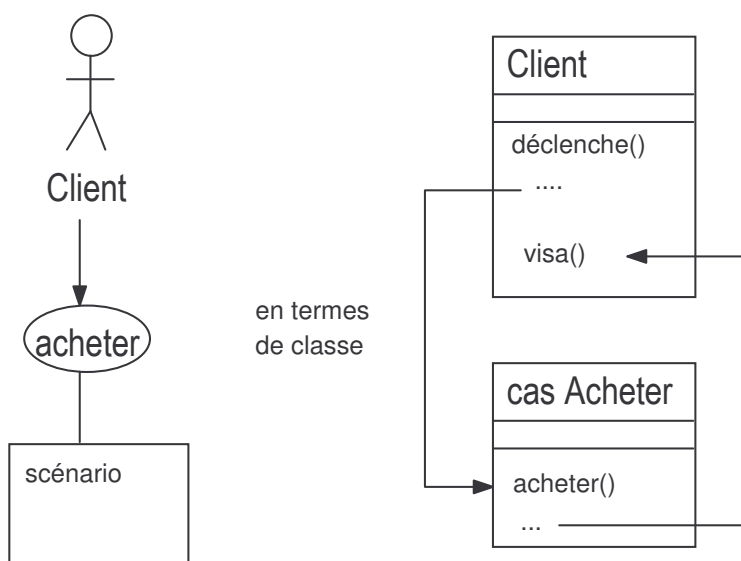 Client
acheter
scénario
en termes
de classe
Client
déclenche()
....
visa()
cas Acheter
acheter()
...